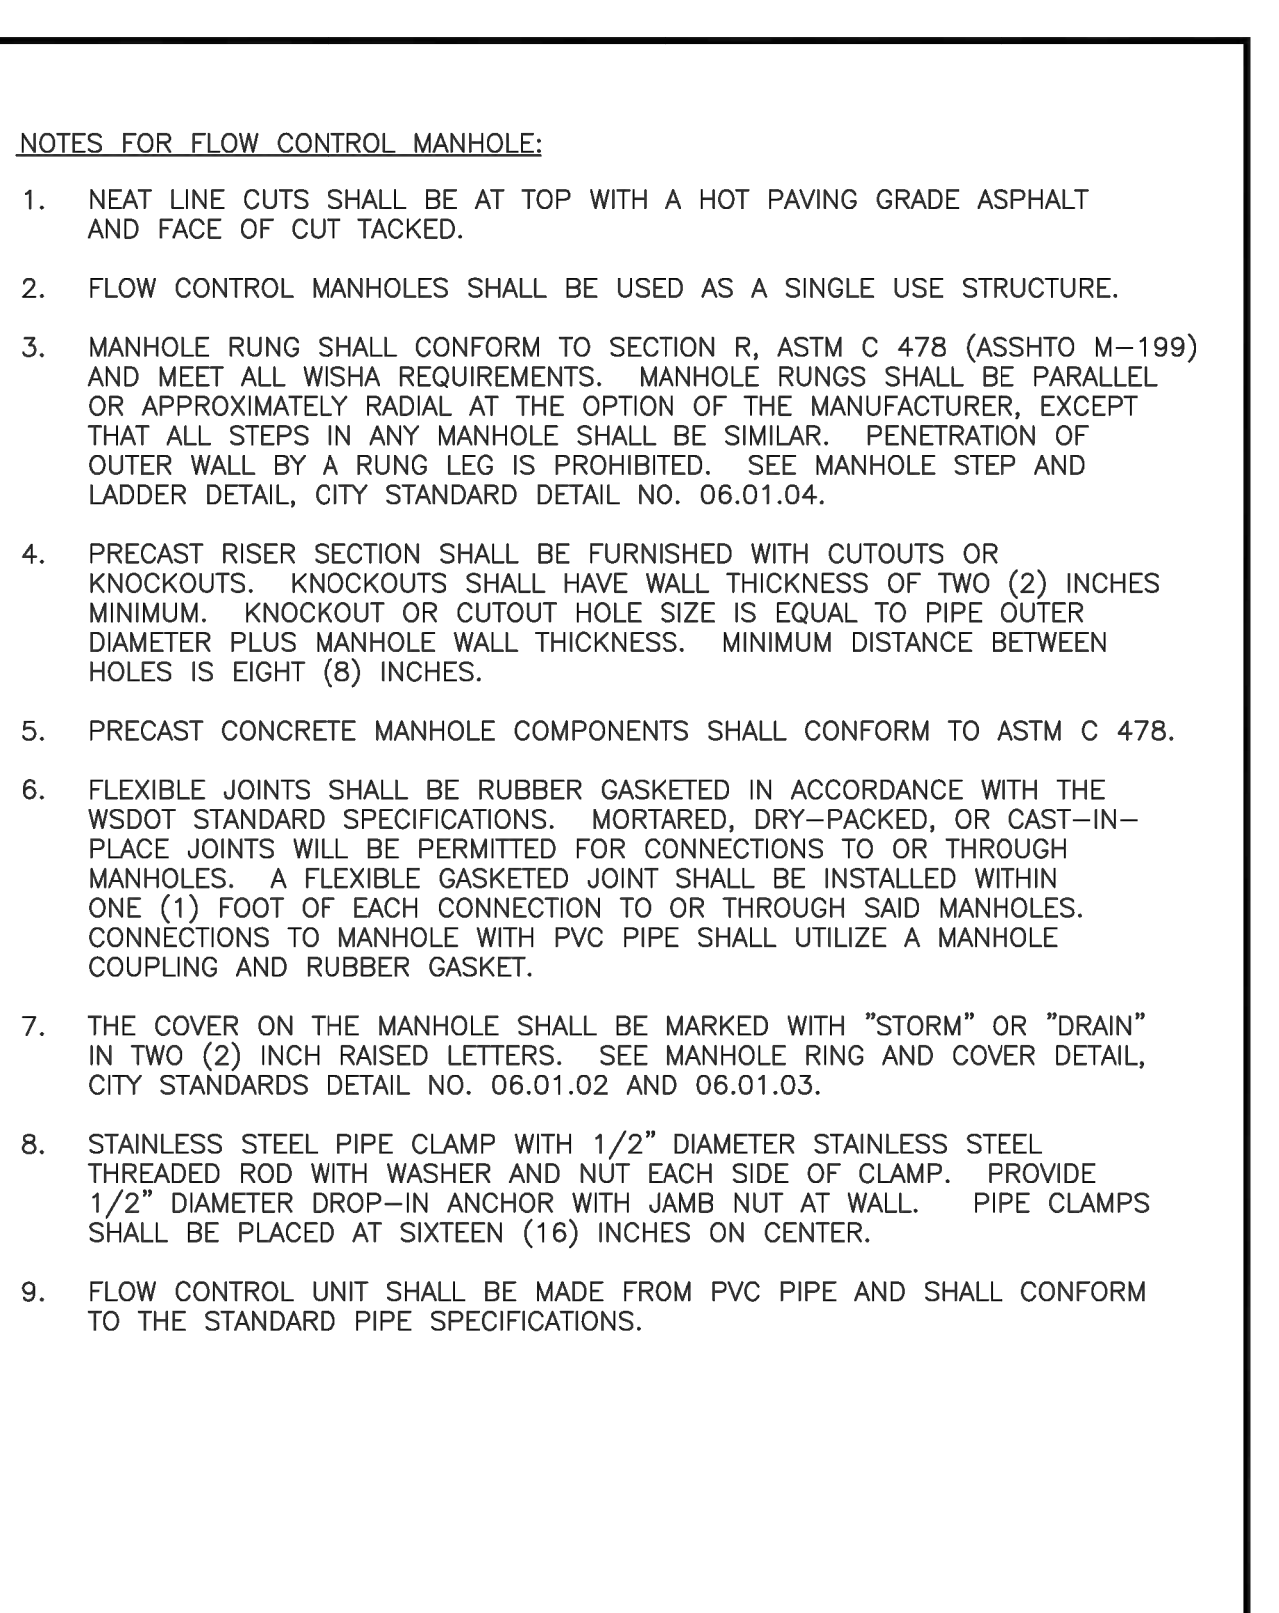 NOTES FOR FLOW CONTROL MANHOLE:
1. NEAT LINE CUTS SHALL BE AT TOP WITH A HOT PAVING GRADE ASPHALT
AND FACE OF CUT TACKED.
2. FLOW CONTROL MANHOLES SHALL BE USED AS A SINGLE USE STRUCTURE.
3. MANHOLE RUNG SHALL CONFORM TO SECTION R, ASTM C 478 (ASSHTO M-199)
AND MEET ALL WISHA REQUIREMENTS. MANHOLE RUNGS SHALL BE PARALLEL
OR APPROXIMATELY RADIAL AT THE OPTION OF THE MANUFACTURER, EXCEPT
THAT ALL STEPS IN ANY MANHOLE SHALL BE SIMILAR. PENETRATION OF
OUTER WALL BY A RUNG LEG IS PROHIBITED. SEE MANHOLE STEP AND
LADDER DETAIL, CITY STANDARD DETAIL NO. 06.01.04.
4. PRECAST RISER SECTION SHALL BE FURNISHED WITH CUTOUTS OR
KNOCKOUTS. KNOCKOUTS SHALL HAVE WALL THICKNESS OF TWO (2) INCHES
MINIMUM. KNOCKOUT OR CUTOUT HOLE SIZE IS EQUAL TO PIPE OUTER
DIAMETER PLUS MANHOLE WALL THICKNESS. MINIMUM DISTANCE BETWEEN
HOLES IS EIGHT (8) INCHES.
5. PRECAST CONCRETE MANHOLE COMPONENTS SHALL CONFORM TO ASTM C 478.
6. FLEXIBLE JOINTS SHALL BE RUBBER GASKETED IN ACCORDANCE WITH THE
WSDOT STANDARD SPECIFICATIONS. MORTARED, DRY-PACKED, OR CAST-IN-
PLACE JOINTS WILL BE PERMITTED FOR CONNECTIONS TO OR THROUGH
MANHOLES. A FLEXIBLE GASKETED JOINT SHALL BE INSTALLED WITHIN
ONE (1) FOOT OF EACH CONNECTION TO OR THROUGH SAID MANHOLES.
CONNECTIONS TO MANHOLE WITH PVC PIPE SHALL UTILIZE A MANHOLE
COUPLING AND RUBBER GASKET.
7. THE COVER ON THE MANHOLE SHALL BE MARKED WITH "STORM" OR "DRAIN"
IN TWO (2) INCH RAISED LETTERS. SEE MANHOLE RING AND COVER DETAIL,
CITY STANDARDS DETAIL NO. 06.01.02 AND 06.01.03.
8. STAINLESS STEEL PIPE CLAMP WITH 1/2" DIAMETER STAINLESS STEEL
THREADED ROD WITH WASHER AND NUT EACH SIDE OF CLAMP. PROVIDE
1/2" DIAMETER DROP-IN ANCHOR WITH JAMB NUT AT WALL. PIPE CLAMPS
SHALL BE PLACED AT SIXTEEN (16) INCHES ON CENTER.
9. FLOW CONTROL UNIT SHALL BE MADE FROM PVC PIPE AND SHALL CONFORM
TO THE STANDARD PIPE SPECIFICATIONS.